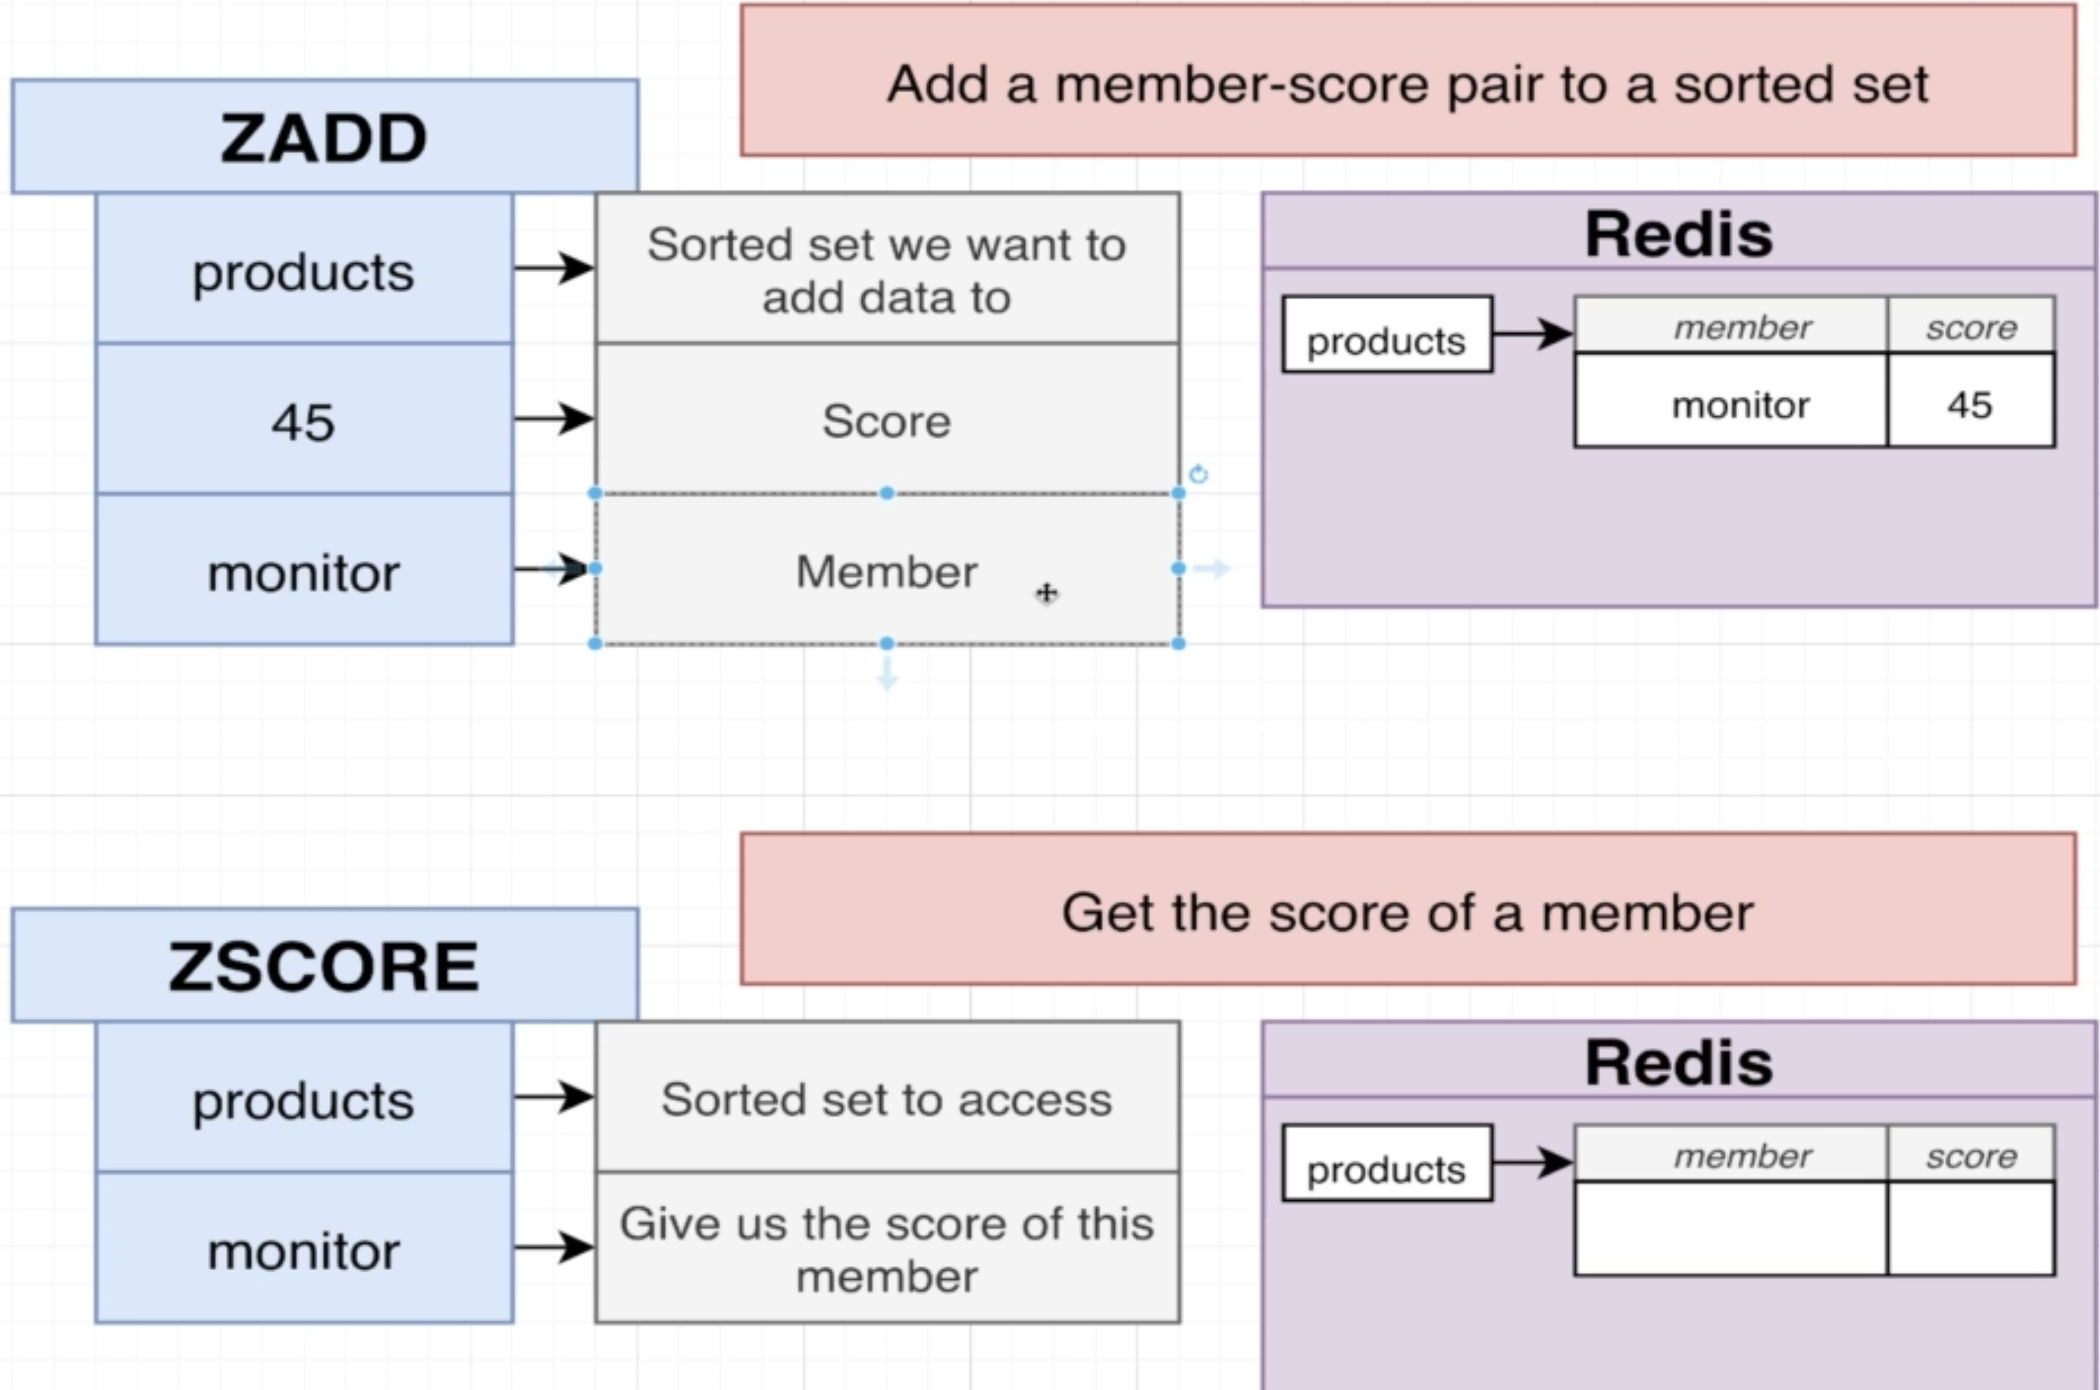 Add a member-score pair to a sorted set
ZADD
products
Sorted set we want to
add data to
45
Score
monitor
Member
Redis
products
member
score
monitor
45
Get the score of a member
ZSCORE
products
Sorted set to access
monitor
Give us the score of this
member
Redis
products
member
score